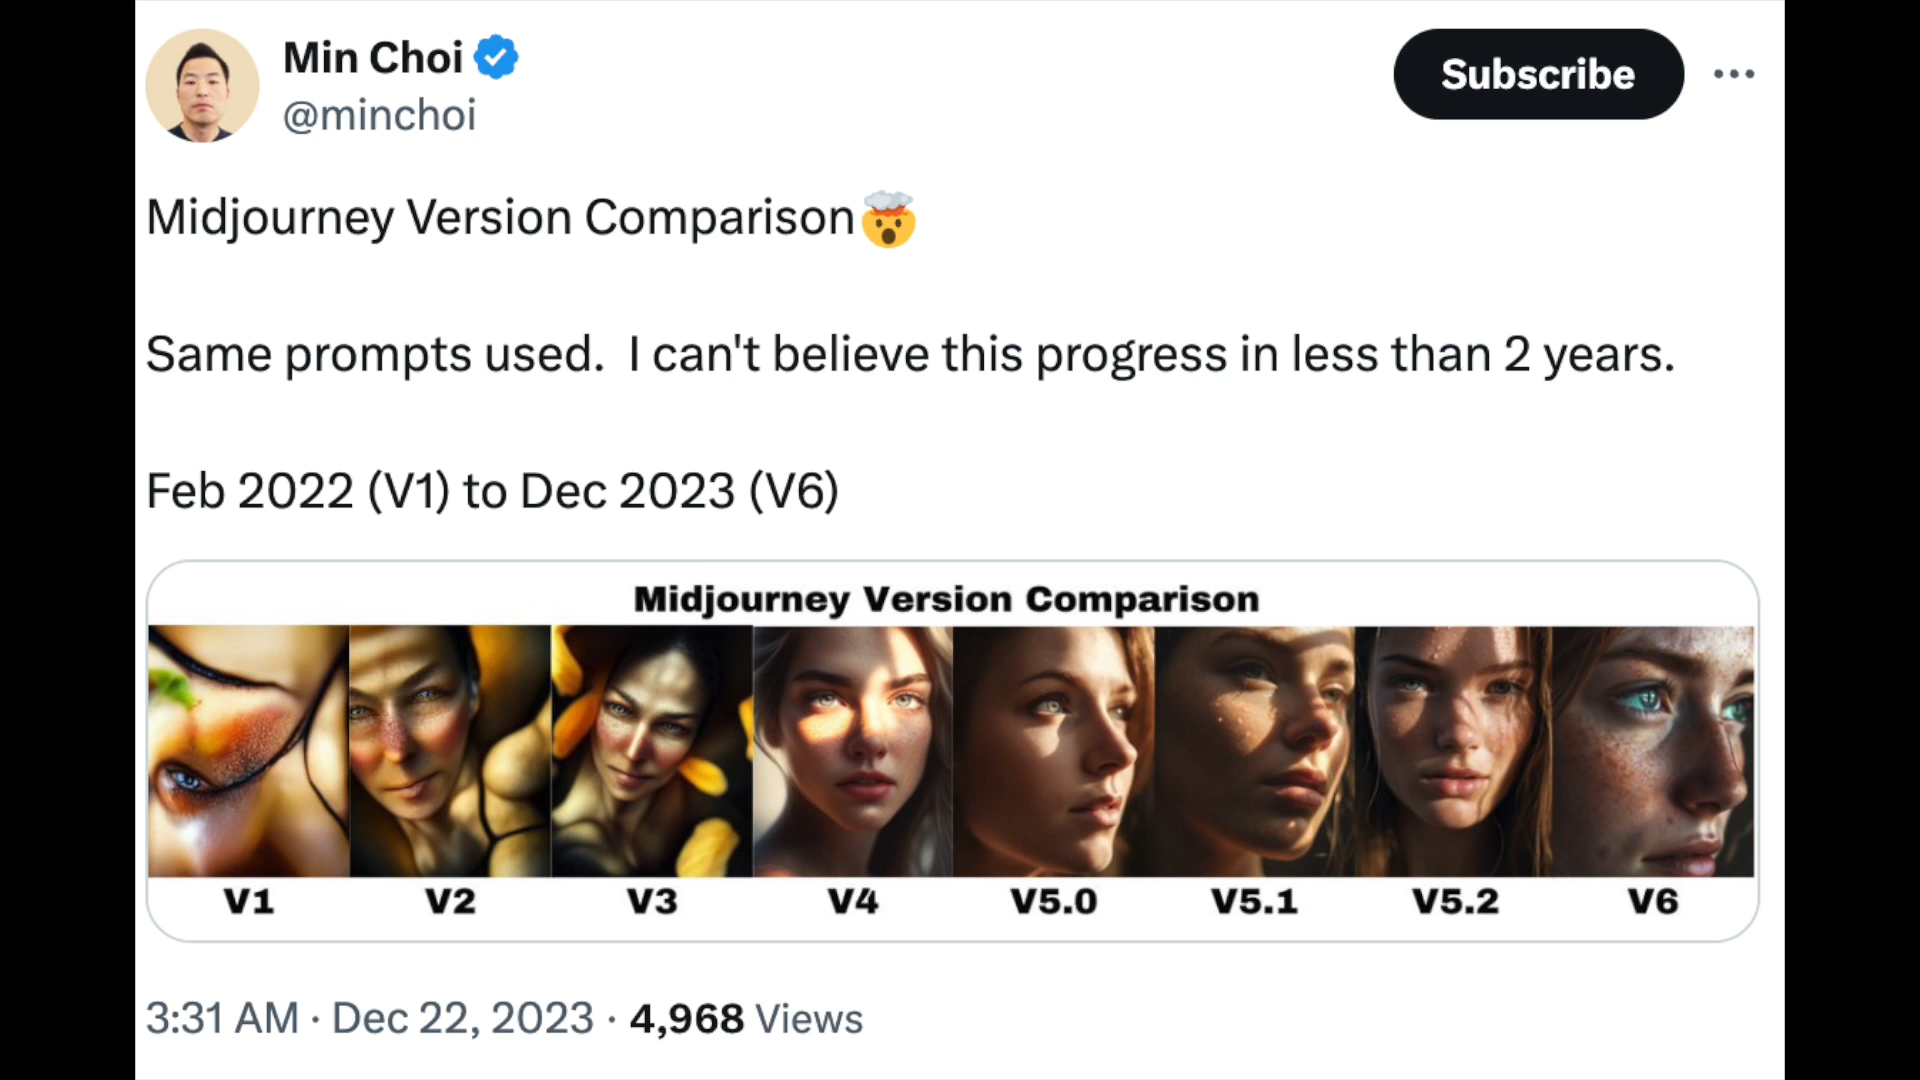 Min Choi
@minchoi
Subscribe
Midjourney Version Comparison🤯
Same prompts used.  I can't believe this progress in less than 2 years.
Feb 2022 (V1) to Dec 2023 (V6)
Midjourney Version Comparison
V1 V2 V3 V4 V5.0 V5.1 V5.2 V6
3:31 AM · Dec 22, 2023 · 4,968 Views